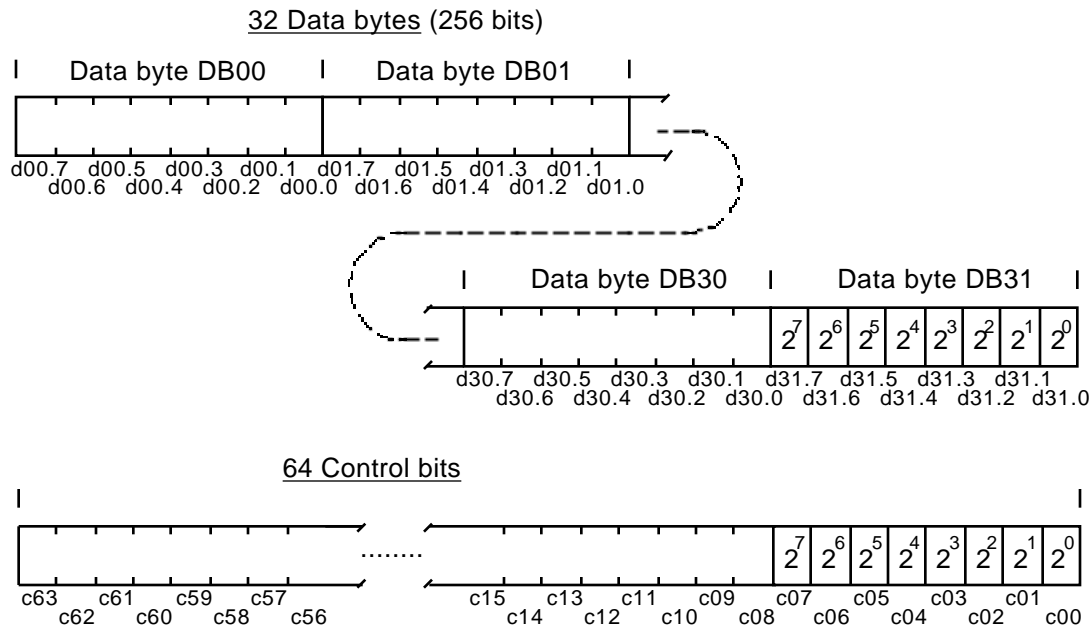 32 Data bytes (256 bits)
Data byte DB00 Data byte DB01
d00.7 d00.5 d00.3 d00.1 d01.7 d01.5 d01.3 d01.1
d00.6 d00.4 d00.2 d00.0 d01.6 d01.4 d01.2 d01.0
Data byte DB30 Data byte DB31
2^7 2^6 2^5 2^4 2^3 2^2 2^1 2^0
d30.7 d30.5 d30.3 d30.1 d31.7 d31.5 d31.3 d31.1
d30.6 d30.4 d30.2 d30.0 d31.6 d31.4 d31.2 d31.0
64 Control bits
........ 2^7 2^6 2^5 2^4 2^3 2^2 2^1 2^0
c63 c61 c59 c57 c15 c13 c11 c09 c07 c05 c03 c01
c62 c60 c58 c56 c14 c12 c10 c08 c06 c04 c02 c00